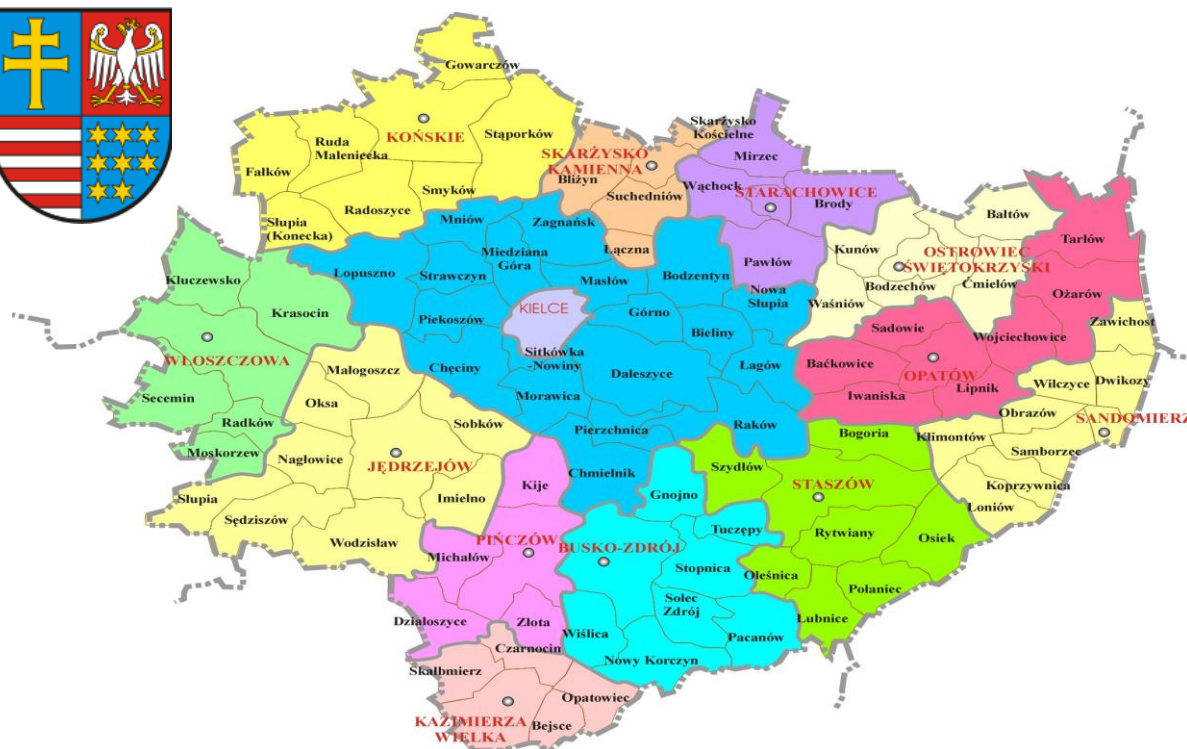 Gowarczów
KOŃSKIE
Ruda
Maleniecka
Stąporków
Fałków
Smyków
Radoszyce
Słupia
(Konecka)
Skarżysko
Kościelne
SKARŻYSKO
KAMIENNA
Bliżyn
Suchedniów
Łączna
Mirzec
Wąchock
STARACHOWICE
Brody
Pawłów
Bałtów
Kunów
OSTROWIEC
ŚWIETOKRZYSKI
Bodzechów
Ćmielów
Waśniów
Tarłów
Ożarów
Sadowie
Wojciechowice
Baćkowice
OPATÓW
Iwaniska
Lipnik
Zawichost
Wilczyce
Dwikozy
Obrazów
SANDOMIERZ
Klimontów
Samborzec
Koprzywnica
Loniów
Mniów
Zagnańsk
Miedziana
Góra
Lopuszno
Strawczyn
Masłów
Bodzentyn
Nowa
Słupia
KIELCE
Górno
Bieliny
Piekoszów
Sitkówka
-Nowiny
Chęciny
Daleszyce
Łagów
Morawica
Pierzchnica
Raków
Chmielnik
Kluczewsko
Krasocin
WŁOSZCZOWA
Secemin
Radków
Moskorzew
Małogoszcz
Oksa
Sobków
Nagłowice
JĘDRZEJÓW
Imielno
Słupia
Sędziszów
Wodzisław
Kije
PIŃCZÓW
Michałów
Działoszyce
Złota
Gnojno
Tuczępy
BUSKO-ZDRÓJ
Stopnica
Solec
Zdrój
Wiślica
Pacanów
Nowy Korczyn
Bogoria
Szydłów
STASZÓW
Rytwiany
Osiek
Oleśnica
Połaniec
Lubnice
Czarnocin
Skalbmierz
Opatowiec
KAZIMIERZA
WIELKA
Bejsce